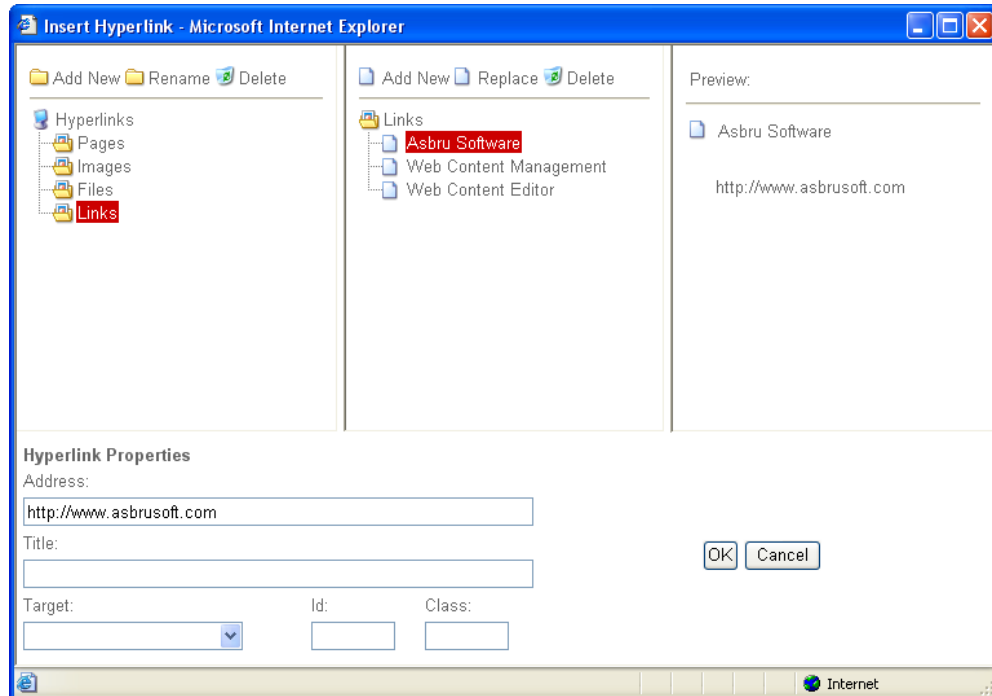 Insert Hyperlink - Microsoft Internet Explorer
Add New Rename Delete
Hyperlinks
Pages
Images
Files
Links
Add New Replace Delete
Links
Asbru Software
Web Content Management
Web Content Editor
Preview:
Asbru Software
http://www.asbrusoft.com
Hyperlink Properties
Address:
http://www.asbrusoft.com
Title:
OK Cancel
Target: Id: Class:
Internet